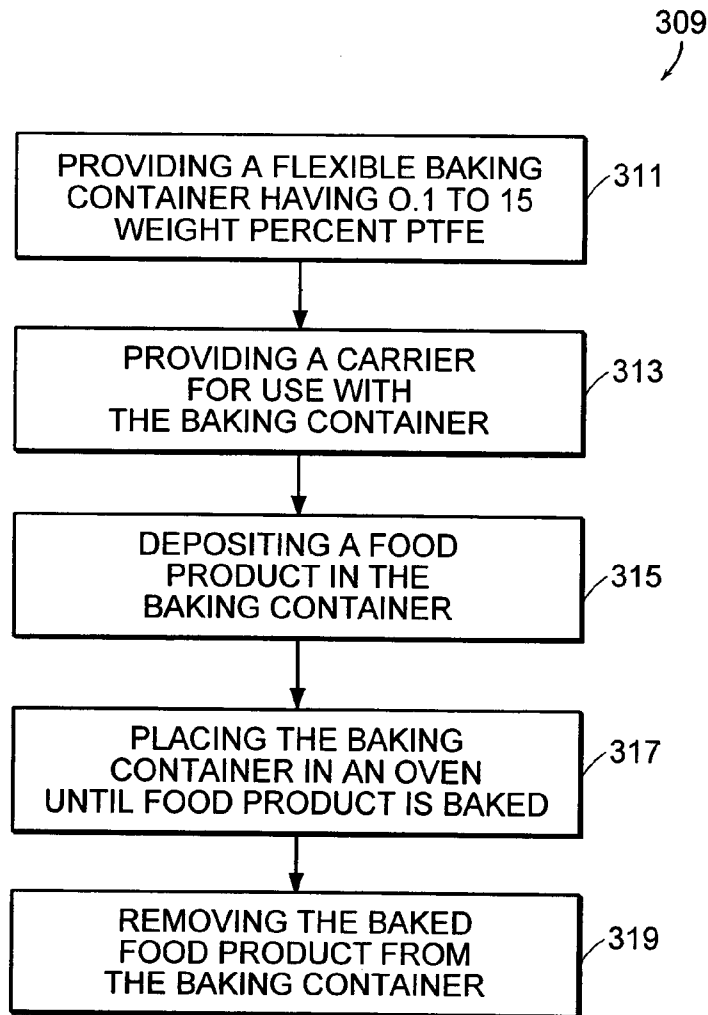 309
PROVIDING A FLEXIBLE BAKING
CONTAINER HAVING 0.1 TO 15
WEIGHT PERCENT PTFE
311
PROVIDING A CARRIER
FOR USE WITH
THE BAKING CONTAINER
313
DEPOSITING A FOOD
PRODUCT IN THE
BAKING CONTAINER
315
PLACING THE BAKING
CONTAINER IN AN OVEN
UNTIL FOOD PRODUCT IS BAKED
317
REMOVING THE BAKED
FOOD PRODUCT FROM
THE BAKING CONTAINER
319